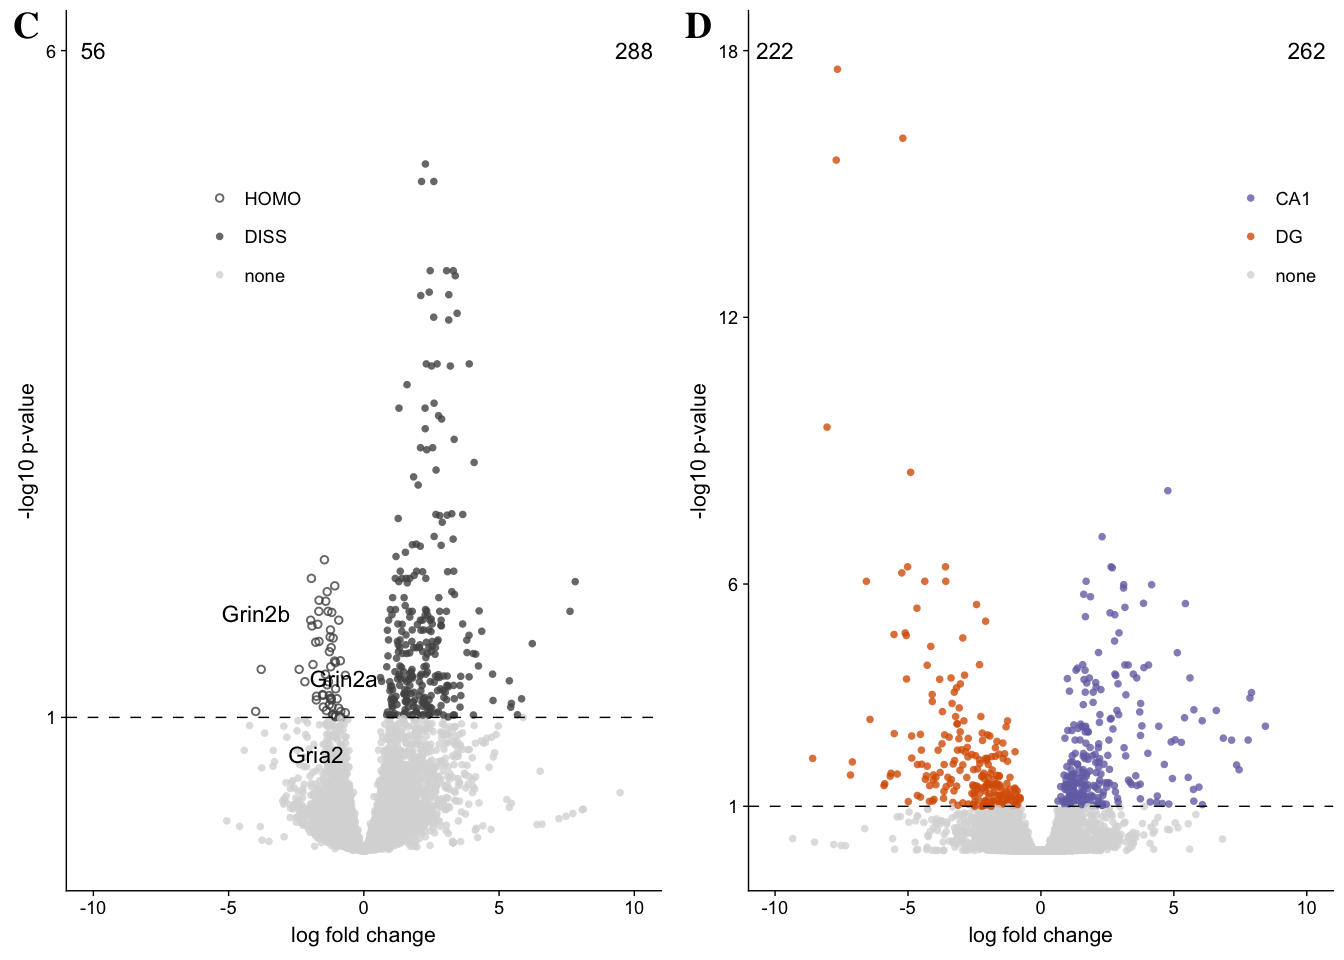 C
6
56
288
HOMO
DISS
none
Grin2b
Grin2a
1
Gria2
-log10 p-value
-10
-5
0
5
10
log fold change
D
18
222
262
CA1
DG
none
12
6
1
-log10 p-value
-10
-5
0
5
10
log fold change